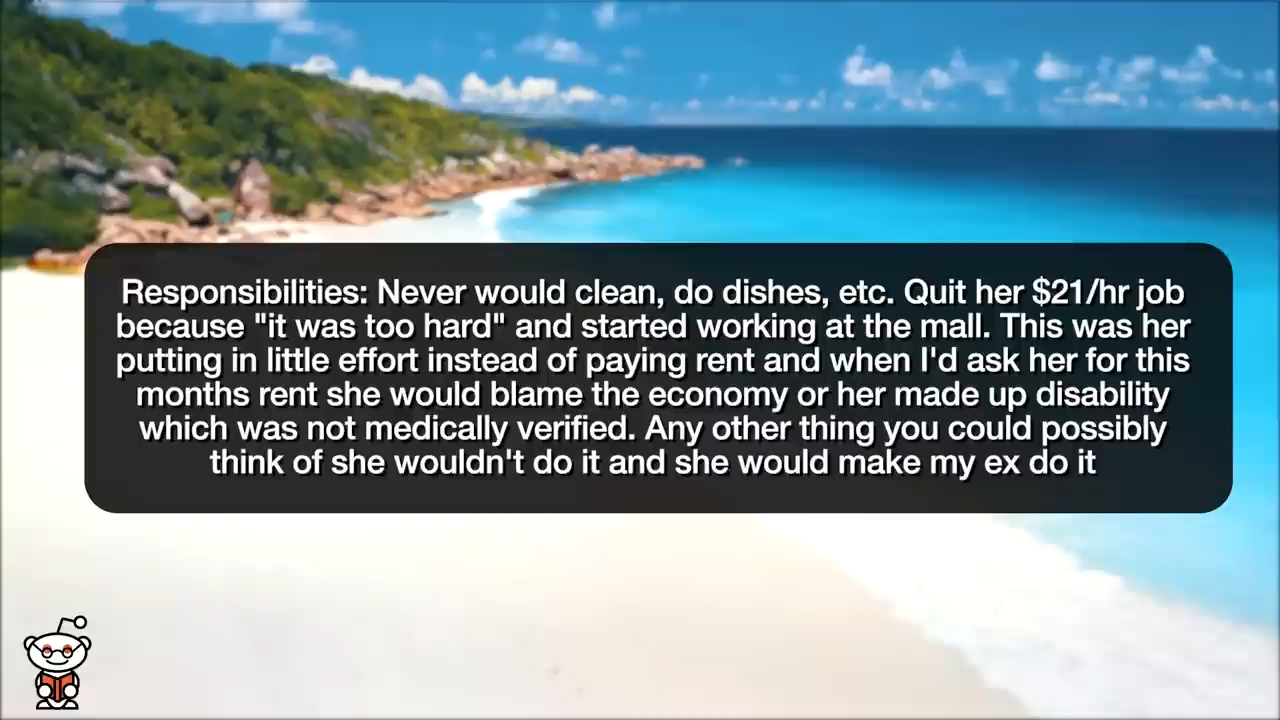 Responsibilities: Never would clean, do dishes, etc. Quit her $21/hr job
because "it was too hard" and started working at the mall. This was her
putting in little effort instead of paying rent and when I'd ask her for this
months rent she would blame the economy or her made up disability
which was not medically verified. Any other thing you could possibly
think of she wouldn't do it and she would make my ex do it